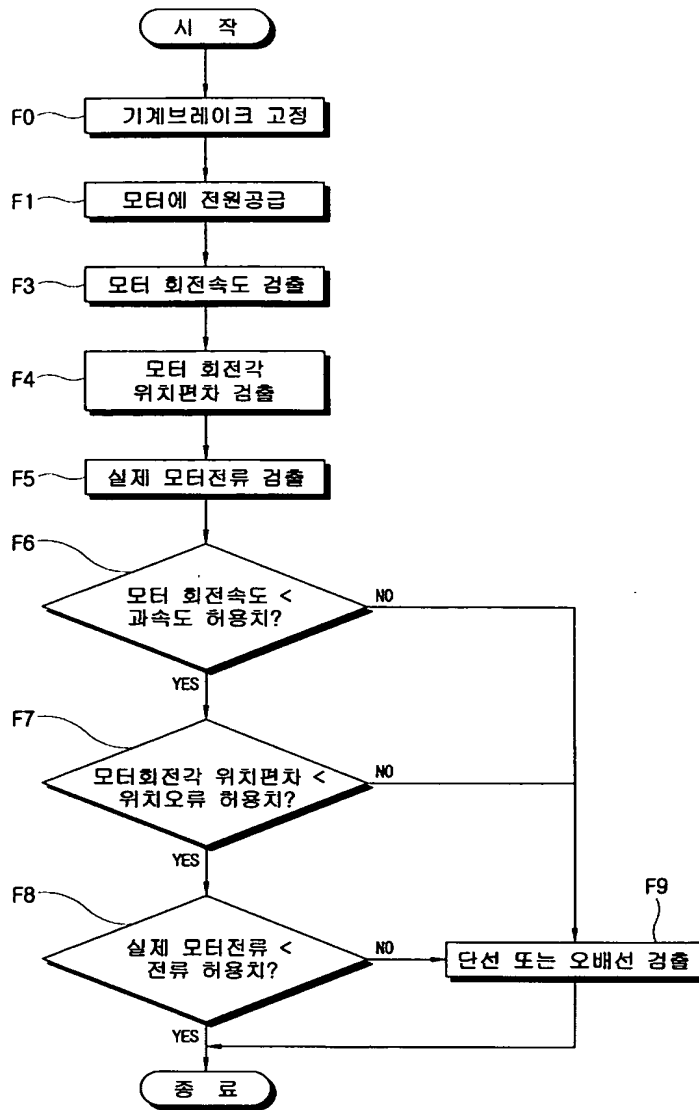 시 작
F0
기계브레이크 고정
F1
모터에 전원공급
F3
모터 회전속도 검출
F4
모터 회전각
위치편차 검출
F5
실제 모터전류 검출
F6
모터 회전속도 <
과속도 허용치?
NO
YES
F7
모터회전각 위치편차 <
위치오류 허용치?
NO
YES
F8
실제 모터전류 <
전류 허용치?
NO
F9
단선 또는 오배선 검출
YES
종 료